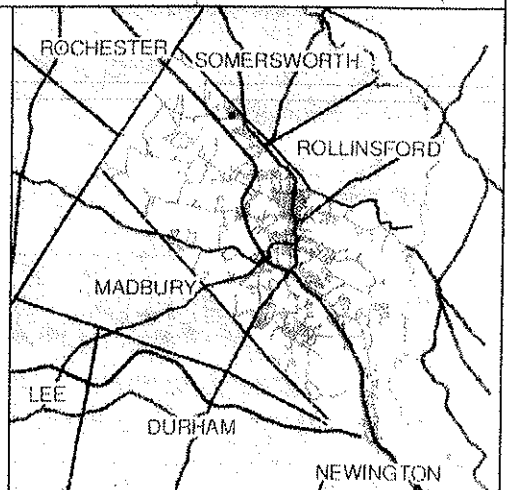 ROCHESTER
SOMERSWORTH
ROLLINSFORD
MADBURY
LEE
DURHAM
NEWINGTON